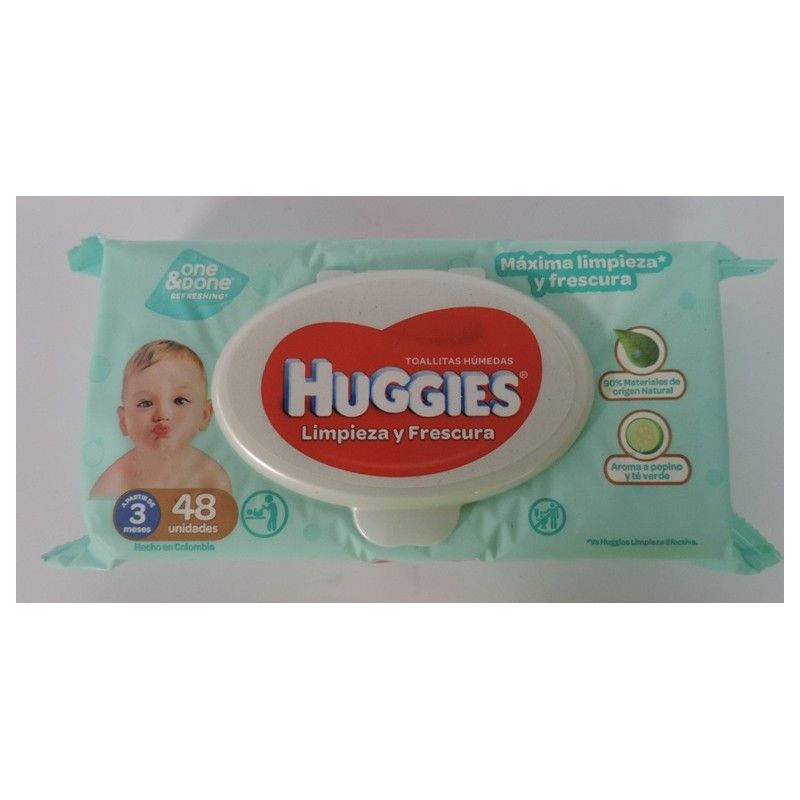 one
&Done
REFRESHING*
Máxima limpieza*
y frescura
TOALLITAS HÚMEDAS
HUGGIES®
Limpieza y Frescura
90% Materiales de
origen Natural
Aroma a pepino
y té verde
A PARTIR DE
3
meses
48
unidades
Hecho en Colombia
*Vs Huggies Limpieza Efectiva.